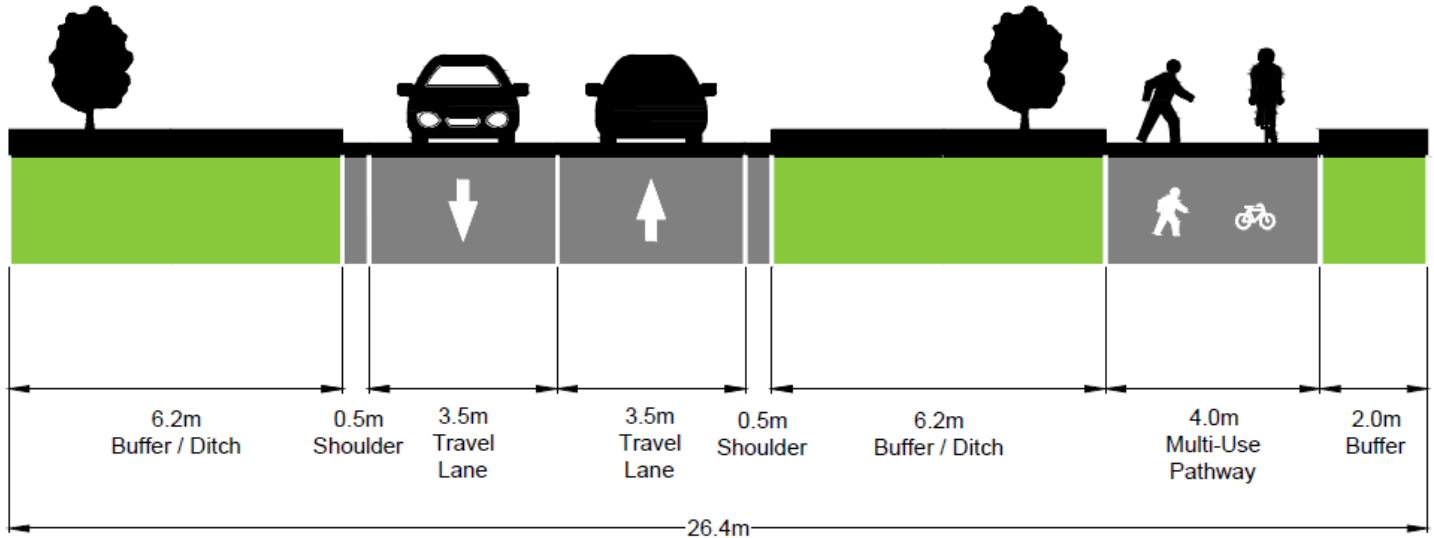 6.2m
Buffer / Ditch
0.5m
Shoulder
3.5m
Travel
Lane
3.5m
Travel
Lane
0.5m
Shoulder
6.2m
Buffer / Ditch
4.0m
Multi-Use
Pathway
2.0m
Buffer
26.4m